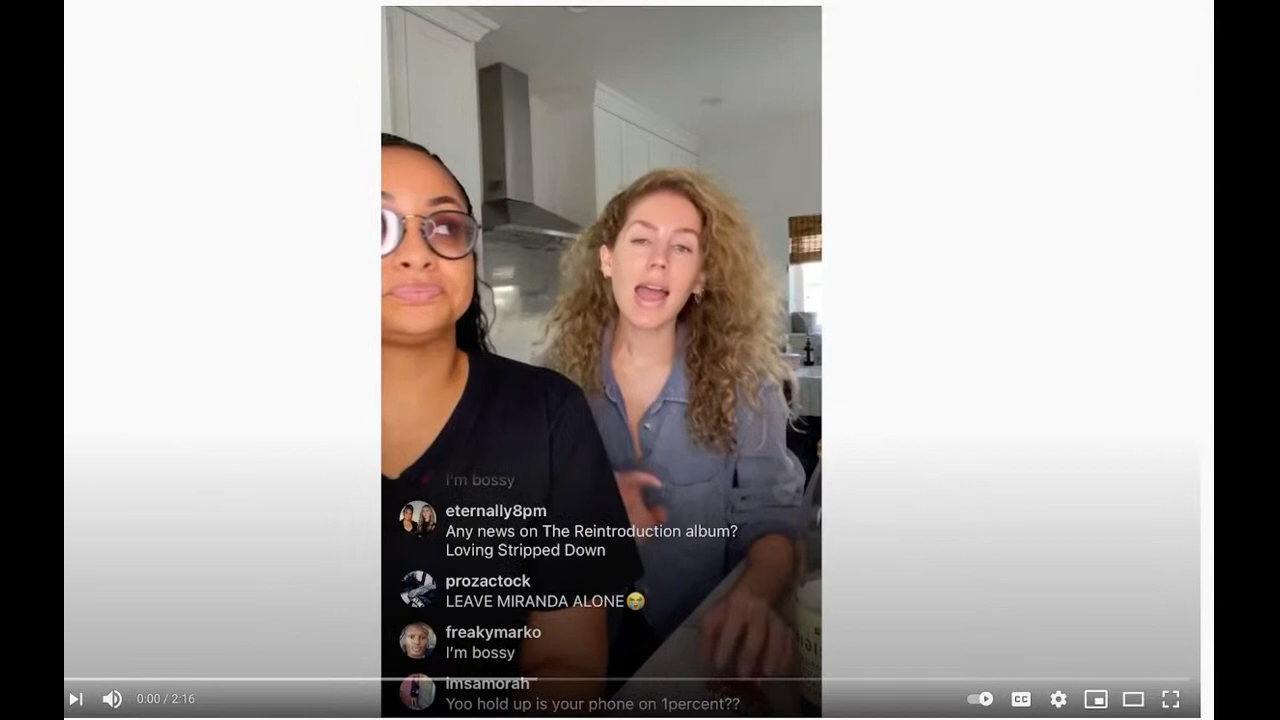 I'm bossy
eternally8pm
Any news on The Reintroduction album?
Loving Stripped Down
prozactock
LEAVE MIRANDA ALONE😭
freakymarko
I'm bossy
imsamorah
Yoo hold up is your phone on 1percent??
0:00 / 2:16
CC